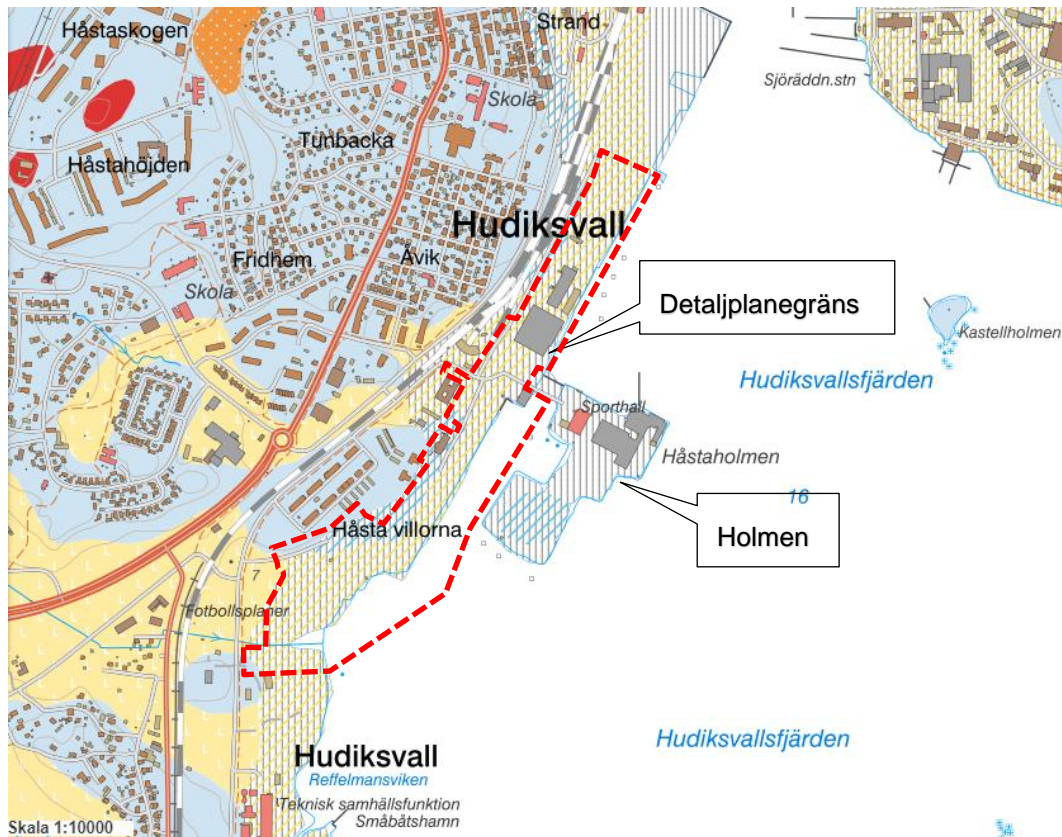 Håstaskogen
Strand
Sjöräddn.stn
Skola
Tunbacka
Håstahöjden
Hudiksvall
Fridhem
Åvik
Skola
Detaljplanegräns
Kastellholmen
Hudiksvallsfjärden
Sporthall
Håstaholmen
16
Håsta villorna
Holmen
7
Fotbollsplaner
Hudiksvall
Reffelmansviken
Hudiksvallsfjärden
Teknisk samhällsfunktion
Småbåtshamn
Skala 1:10000